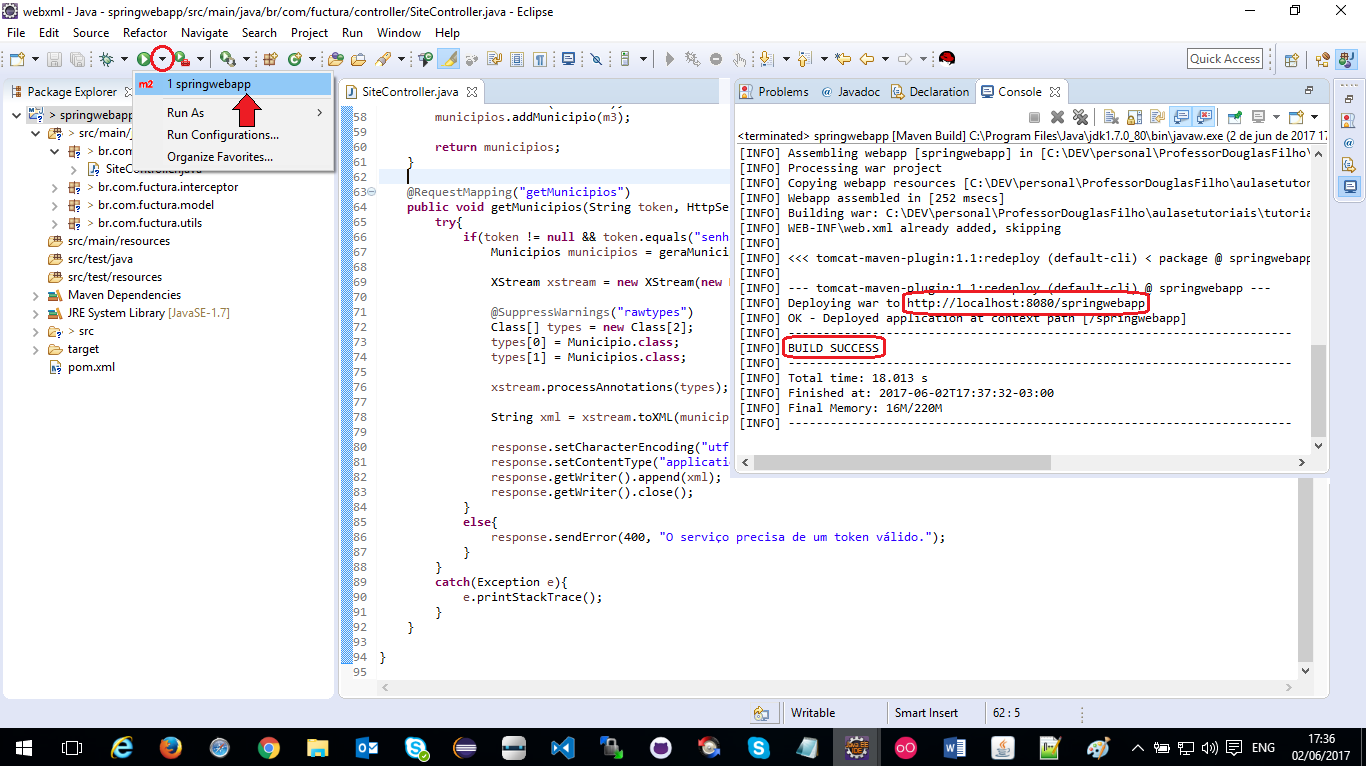 webxml - Java - springwebapp/src/main/java/br/com/fuctura/controller/SiteController.java - Eclipse
File Edit Source Refactor Navigate Search Project Run Window Help
Quick Access
m2 1 springwebapp
Run As
Run Configurations...
Organize Favorites...
Package Explorer
> springwebapp
> src/main/
> br.com
SiteController.java
> br.com.fuctura.interceptor
> br.com.fuctura.model
> br.com.fuctura.utils
src/main/resources
src/test/java
src/test/resources
Maven Dependencies
JRE System Library [JavaSE-1.7]
> src
target
pom.xml
SiteController.java
58 municipios.addMunicipio(m3);
59
60 return municipios;
61 }
62
63 @RequestMapping("getMunicipios")
64 public void getMunicipios(String token, HttpSe
65 try{
66 if(token != null && token.equals("senh
67 Municipios municipios = geraMunici
68
69 XStream xstream = new XStream(new
70
71 @SuppressWarnings("rawtypes")
72 Class[] types = new Class[2];
73 types[0] = Municipio.class;
74 types[1] = Municipios.class;
75
76 xstream.processAnnotations(types);
77
78 String xml = xstream.toXML(municip
79
80 response.setCharacterEncoding("utf
81 response.setContentType("applicati
82 response.getWriter().append(xml);
83 response.getWriter().close();
84 }
85 else{
86 response.sendError(400, "O serviço precisa de um token válido.");
87 }
88 }
89 catch(Exception e){
90 e.printStackTrace();
91 }
92 }
93
94 }
95
Problems @ Javadoc Declaration Console
<terminated> springwebapp [Maven Build] C:\Program Files\Java\jdk1.7.0_80\bin\javaw.exe (2 de jun de 2017 17
[INFO] Assembling webapp [springwebapp] in [C:\DEV\personal\ProfessorDouglasFilho\
[INFO] Processing war project
[INFO] Copying webapp resources [C:\DEV\personal\ProfessorDouglasFilho\aulasetutor
[INFO] Webapp assembled in [252 msecs]
[INFO] Building war: C:\DEV\personal\ProfessorDouglasFilho\aulasetutoriais\tutoria
[INFO] WEB-INF\web.xml already added, skipping
[INFO]
[INFO] <<< tomcat-maven-plugin:1.1:redeploy (default-cli) < package @ springwebapp
[INFO]
[INFO] --- tomcat-maven-plugin:1.1:redeploy (default-cli) @ springwebapp ---
[INFO] Deploying war to http://localhost:8080/springwebapp
[INFO] OK - Deployed application at context path [/springwebapp]
[INFO] ------------------------------------------------------------------------
[INFO] BUILD SUCCESS
[INFO] ------------------------------------------------------------------------
[INFO] Total time: 18.013 s
[INFO] Finished at: 2017-06-02T17:37:32-03:00
[INFO] Final Memory: 16M/220M
[INFO] ------------------------------------------------------------------------
Writable Smart Insert 62 : 5
ENG
17:36
02/06/2017